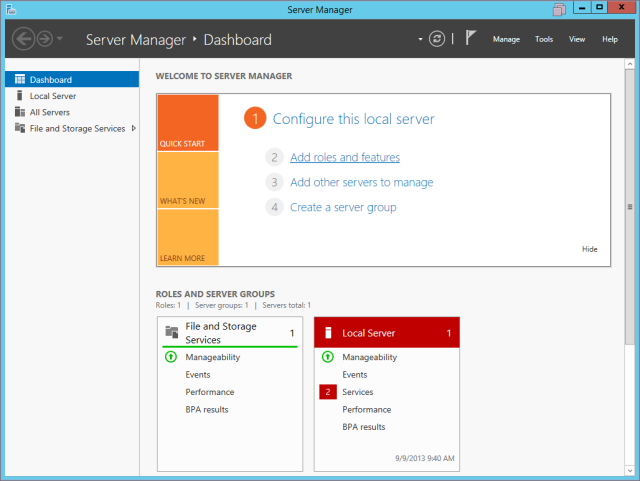 Server Manager
Server Manager • Dashboard
Manage Tools View Help
Dashboard
Local Server
All Servers
File and Storage Services
WELCOME TO SERVER MANAGER
QUICK START
WHAT'S NEW
LEARN MORE
1 Configure this local server
2 Add roles and features
3 Add other servers to manage
4 Create a server group
Hide
ROLES AND SERVER GROUPS
Roles: 1 | Server groups: 1 | Servers total: 1
File and Storage
Services 1
Manageability
Events
Performance
BPA results
Local Server 1
Manageability
Events
2 Services
Performance
BPA results
9/9/2013 9:40 AM